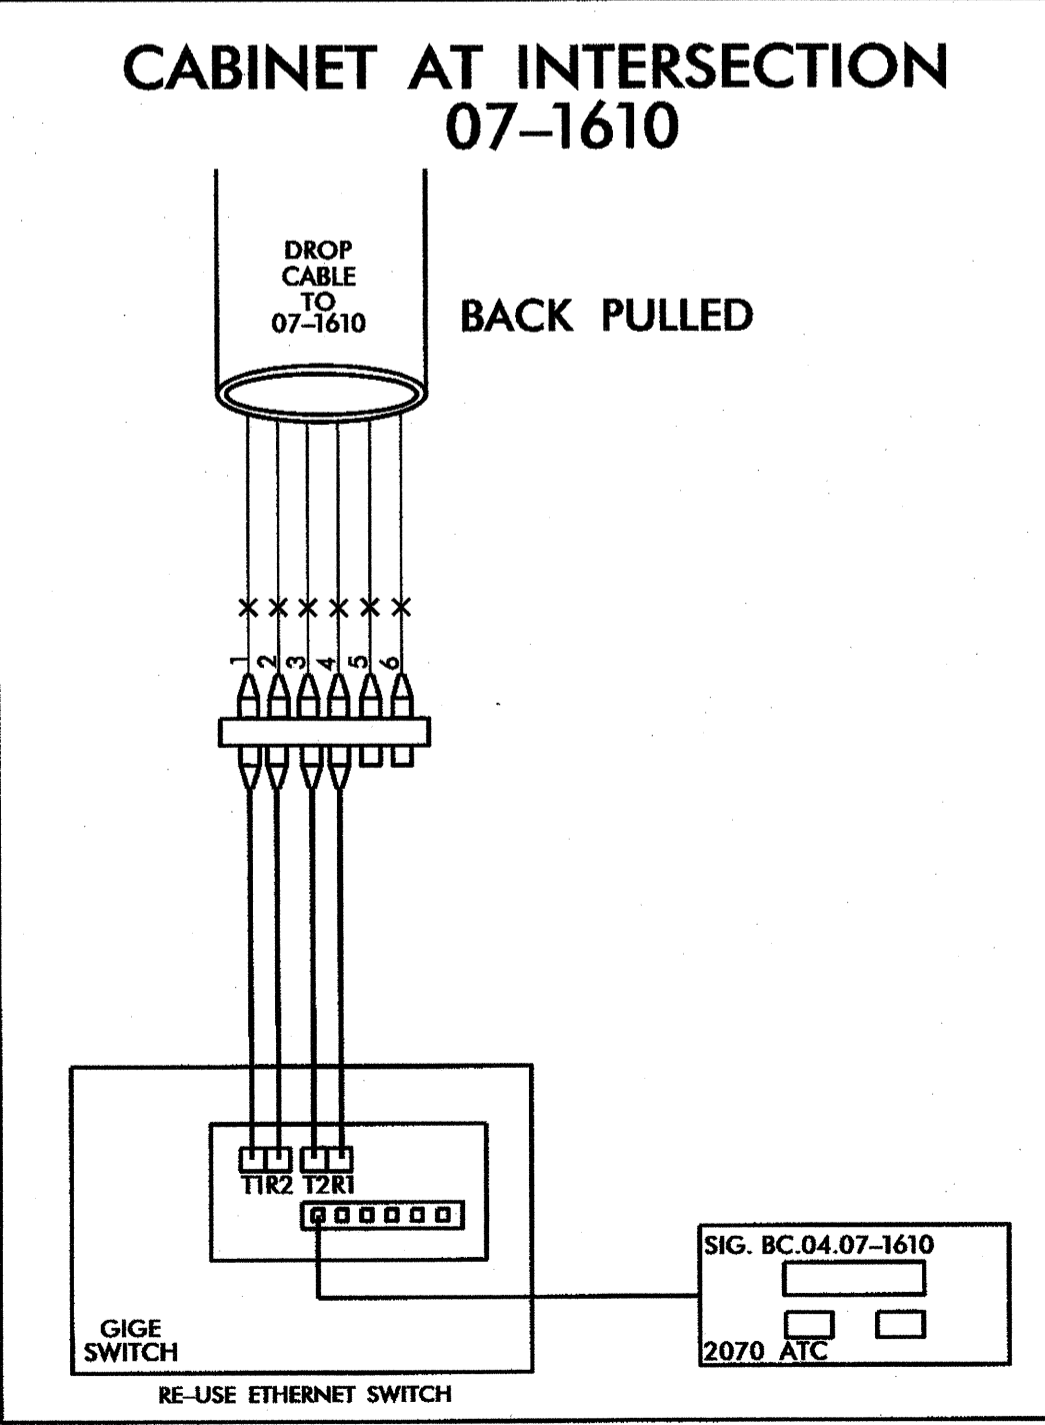 CABINET AT INTERSECTION
07-1610
DROP
CABLE
TO
07-1610
BACK PULLED
1 2 3 4 5 6
T1R2 T2R1
SIG. BC.04.07-1610
2070 ATC
GIGE
SWITCH
RE-USE ETHERNET SWITCH